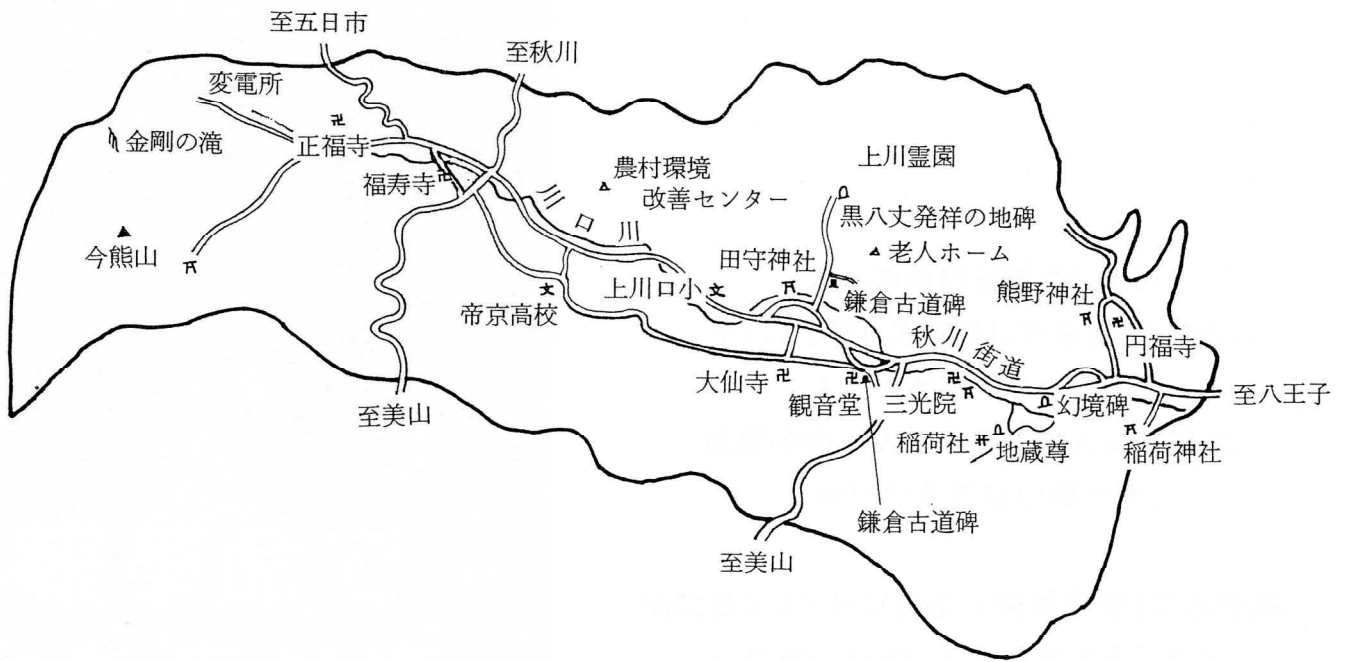 至五日市
至秋川
変電所
金剛の滝
正福寺
福寿寺
農村環境
改善センター
上川霊園
川口川
黒八丈発祥の地碑
老人ホーム
今熊山
田守神社
上川口小
鎌倉古道碑
熊野神社
帝京高校
秋川街道
円福寺
大仙寺
観音堂
三光院
幻境碑
至八王子
至美山
稲荷社
地蔵尊
稲荷神社
鎌倉古道碑
至美山